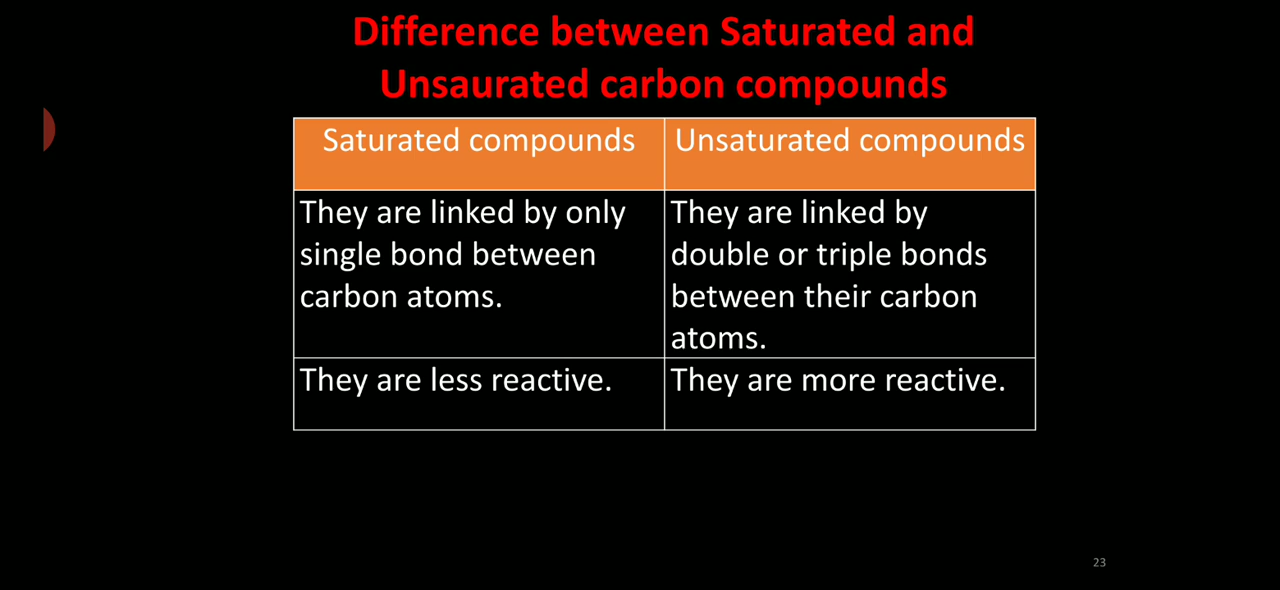 Difference between Saturated and
Unsaurated carbon compounds
Saturated compounds
Unsaturated compounds
They are linked by only
single bond between
carbon atoms.
They are linked by
double or triple bonds
between their carbon
atoms.
They are less reactive.
They are more reactive.
23